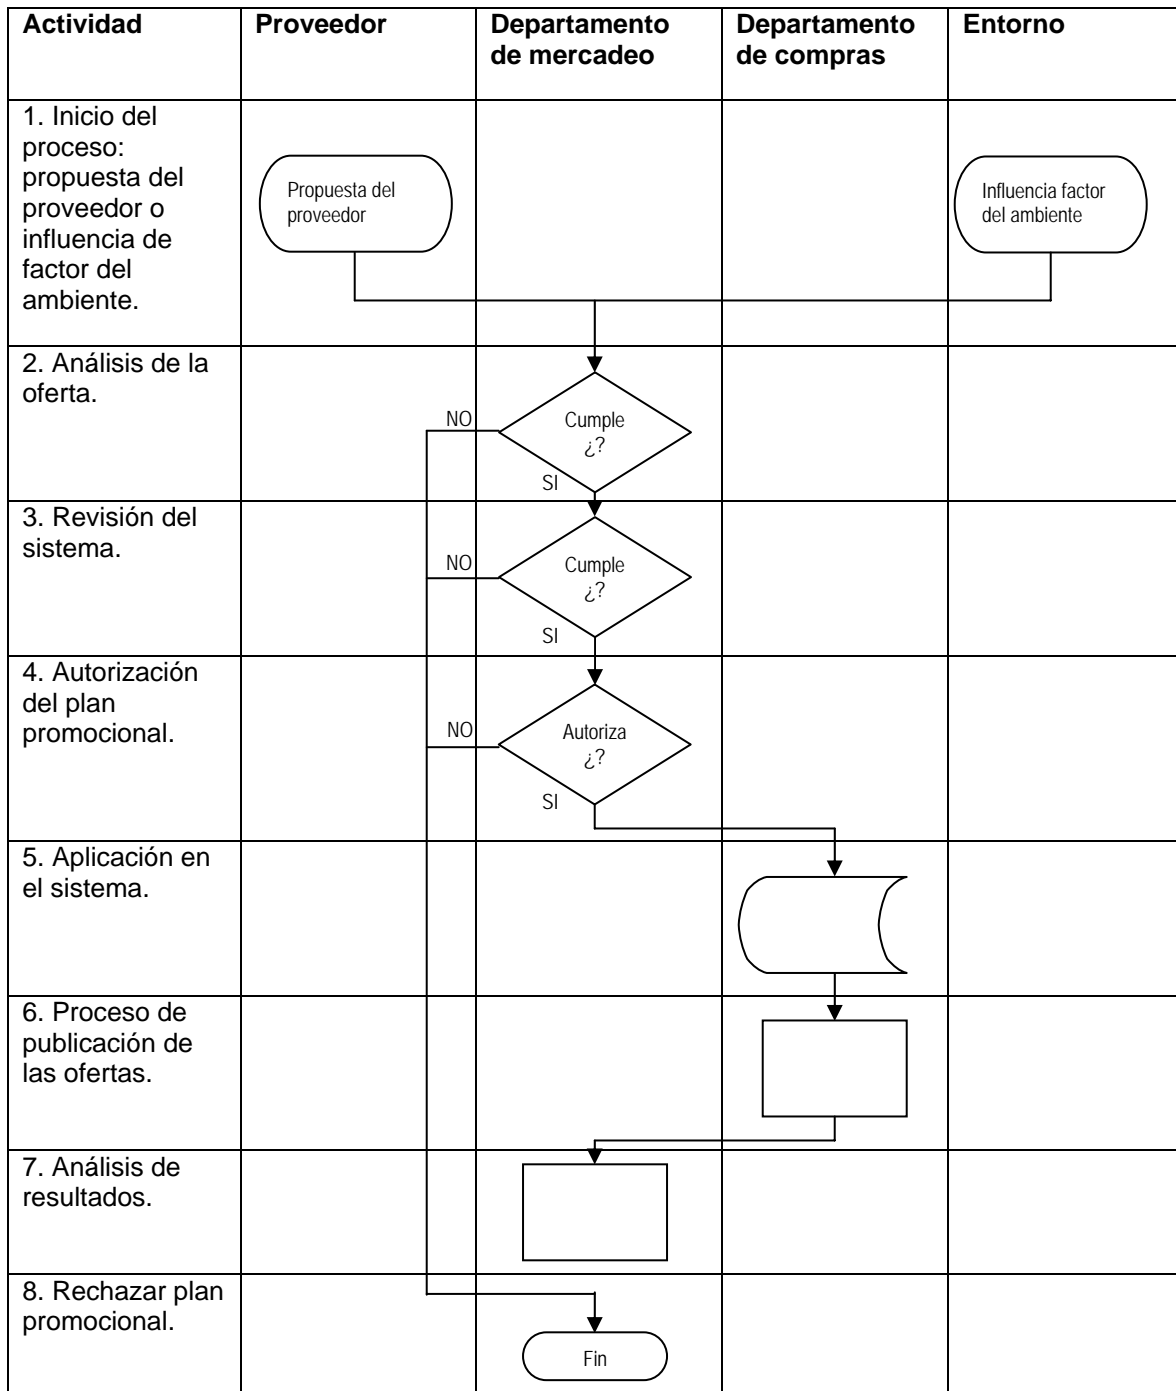 Actividad
Proveedor
Departamento
de mercadeo
Departamento
de compras
Entorno
1. Inicio del
proceso:
propuesta del
proveedor o
influencia de
factor del
ambiente.
Propuesta del
proveedor
Influencia factor
del ambiente
2. Análisis de la
oferta.
NO
Cumple
¿?
SI
3. Revisión del
sistema.
NO
Cumple
¿?
SI
4. Autorización
del plan
promocional.
NO
Autoriza
¿?
SI
5. Aplicación en
el sistema.
6. Proceso de
publicación de
las ofertas.
7. Análisis de
resultados.
8. Rechazar plan
promocional.
Fin